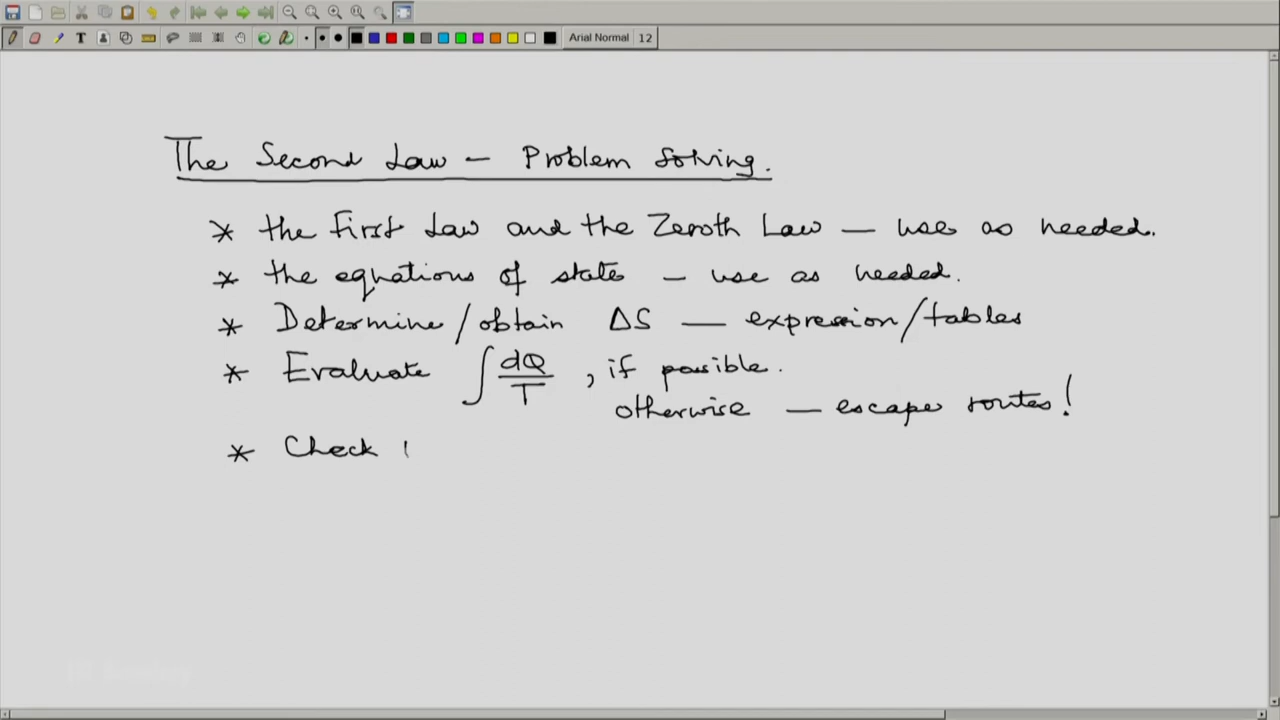 Arial Normal 12
The Second Law - Problem Solving.
* the First Law and the Zeroth Law — use as needed.
* the equations of state - use as needed.
* Determine/obtain ΔS — expression/tables
* Evaluate ∫ dQ/T , if possible.
otherwise — escape routes!
* Check